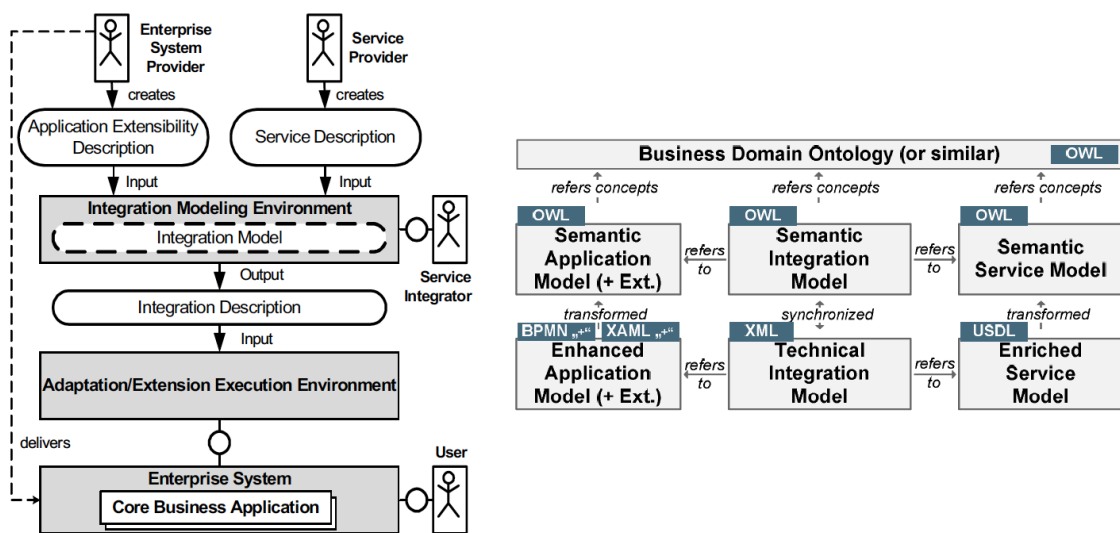 Enterprise
System
Provider
Service
Provider
creates
creates
Application Extensibility
Description
Service Description
Input
Input
Integration Modeling Environment
Integration Model
Output
Service
Integrator
Integration Description
Input
Adaptation/Extension Execution Environment
delivers
User
Enterprise System
Core Business Application
Business Domain Ontology (or similar)
OWL
refers concepts
refers concepts
refers concepts
OWL
Semantic
Application
Model (+ Ext.)
refers
to
OWL
Semantic
Integration
Model
refers
to
OWL
Semantic
Service Model
transformed
synchronized
transformed
BPMN „+“
XAML „+“
Enhanced
Application
Model (+ Ext.)
refers
to
XML
Technical
Integration
Model
refers
to
USDL
Enriched
Service
Model